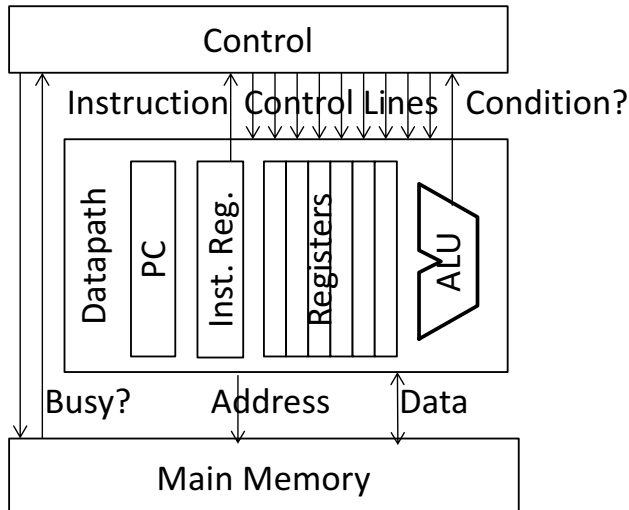 Control
Instruction Control Lines Condition?
Datapath
PC
Inst. Reg.
Registers
ALU
Busy? Address Data
Main Memory